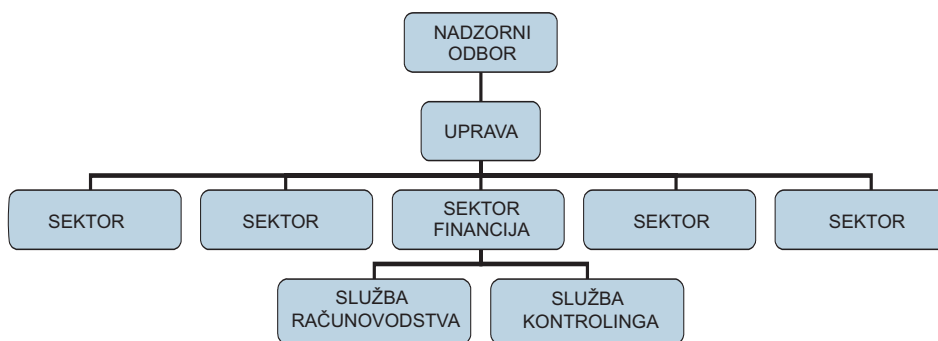 NADZORNI
ODBOR
UPRAVA
SEKTOR
SEKTOR
SEKTOR
FINANCIJA
SEKTOR
SEKTOR
SLUŽBA
RAČUNOVODSTVA
SLUŽBA
KONTROLINGA